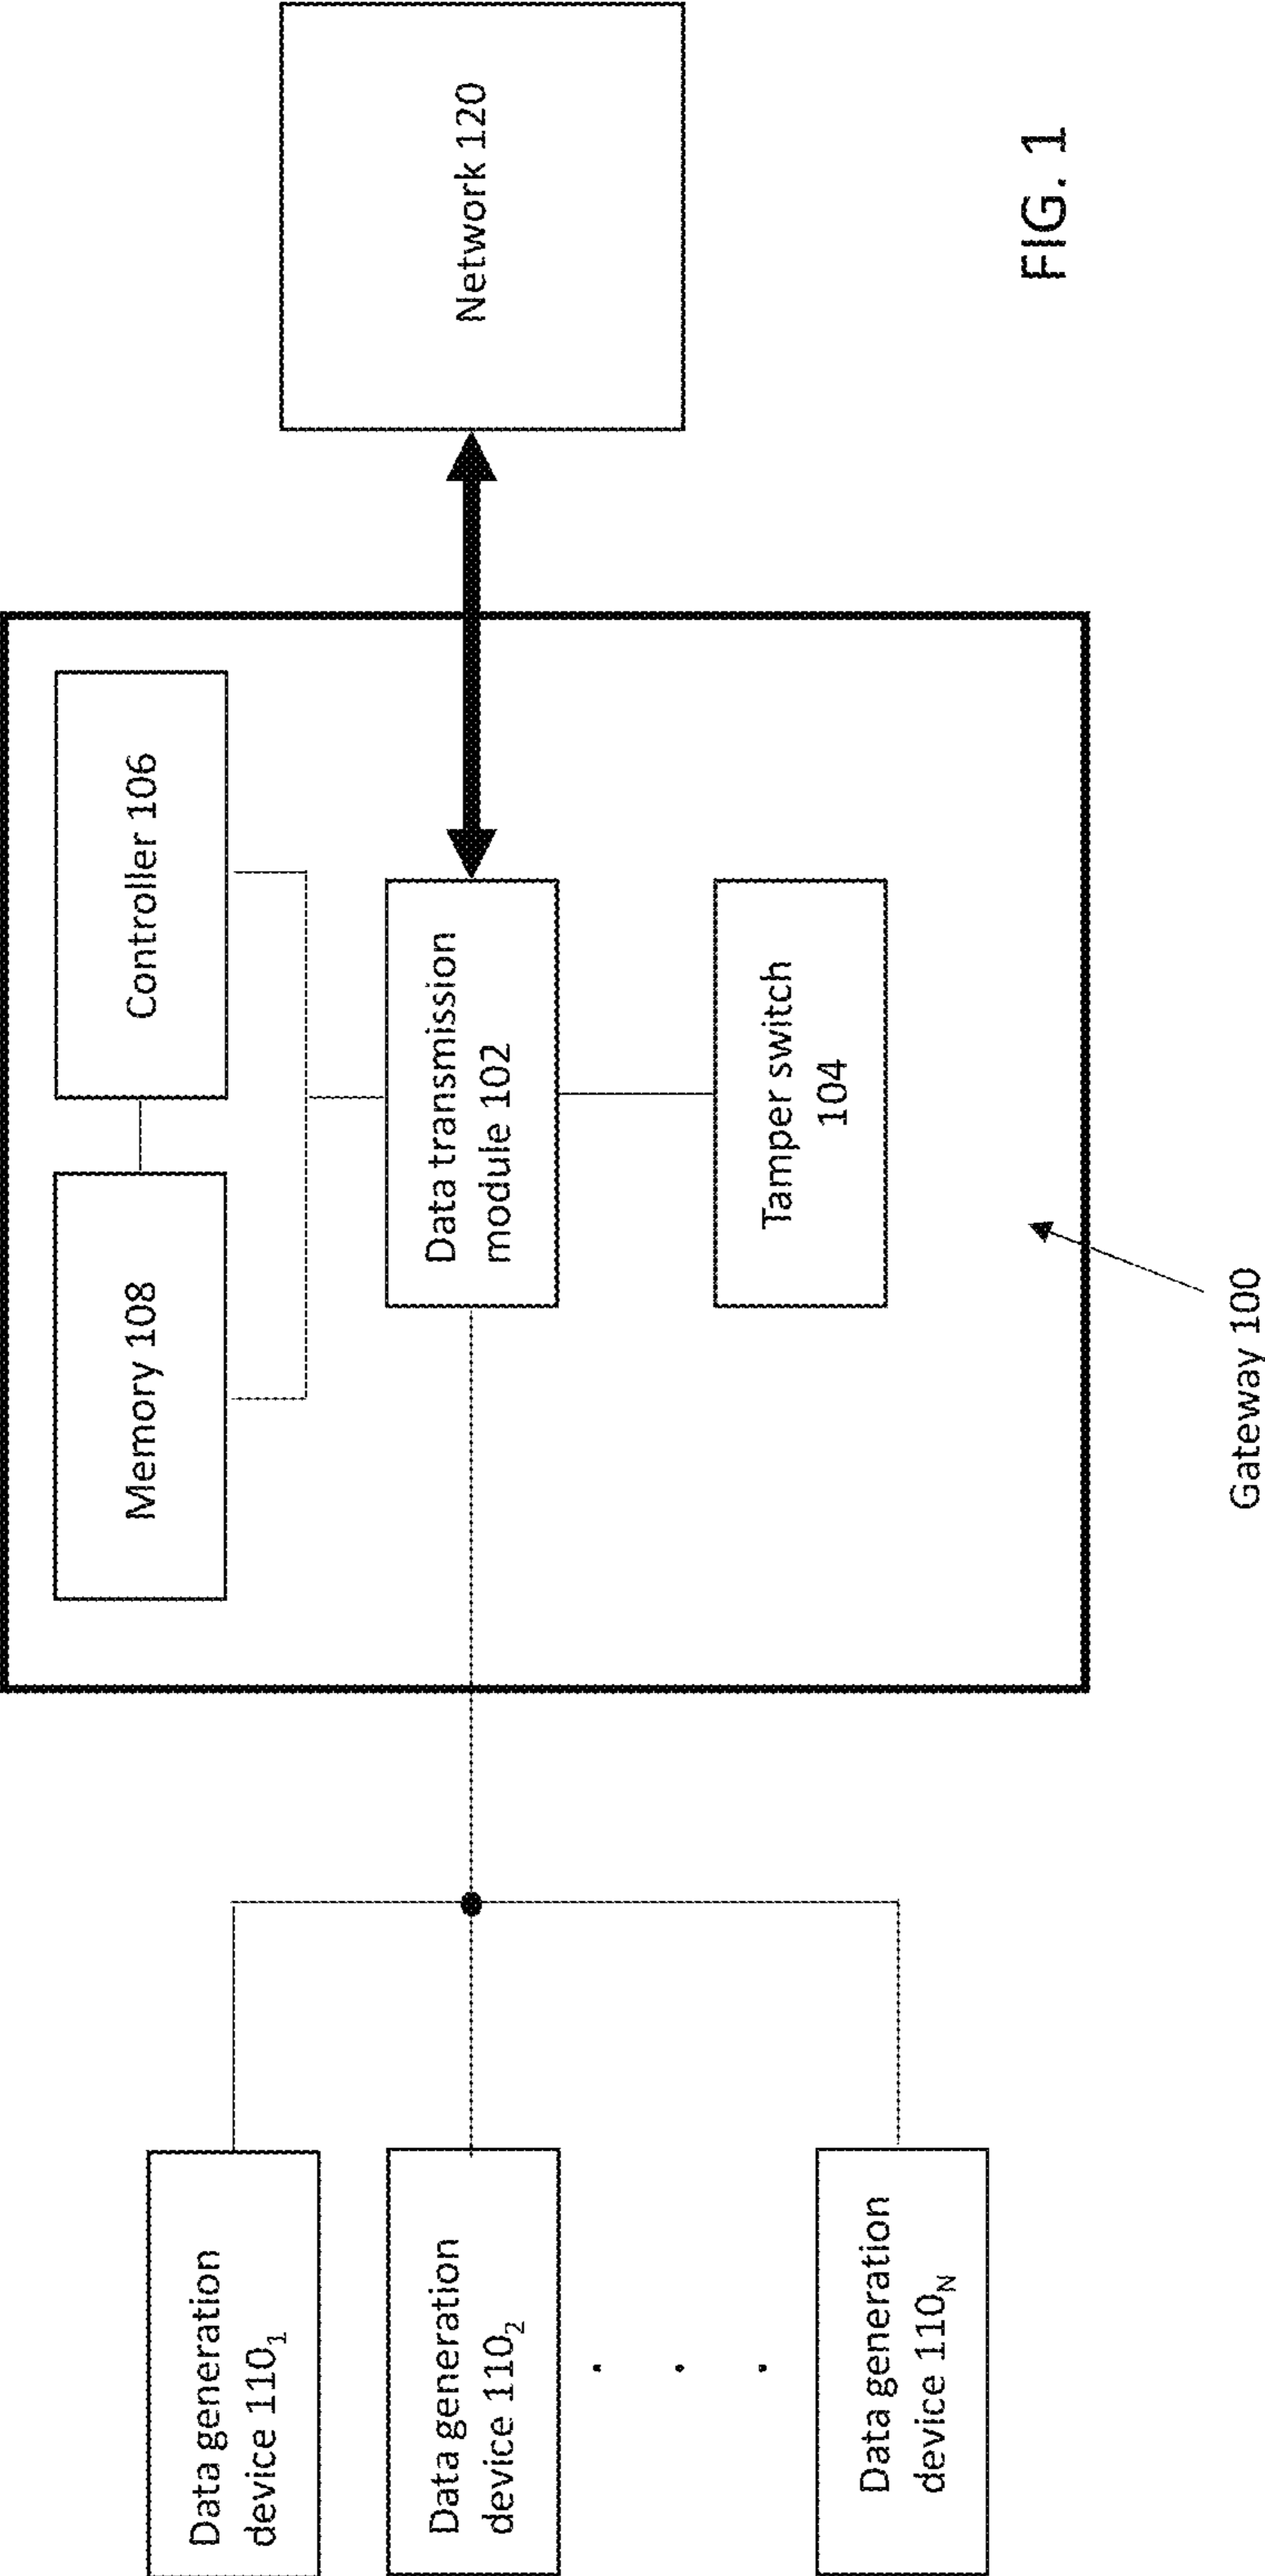 Data generation
device 110₁
Data generation
device 110₂
. . .
Data generation
device 110N
Memory 108
Controller 106
Data transmission
module 102
Tamper switch
104
Gateway 100
Network 120
FIG. 1